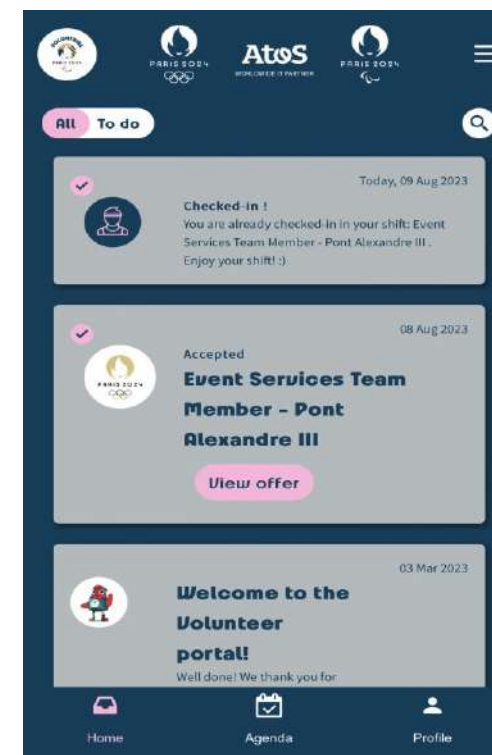 VOLUNTEERS
PARIS 2024
PARIS 2024
Atos
WORLDWIDE IT PARTNER
PARIS 2024
All To do
Today, 09 Aug 2023
Checked-in !
You are already checked-in in your shift: Event
Services Team Member - Pont Alexandre III .
Enjoy your shift! :)
08 Aug 2023
Accepted
PARIS 2024
Event Services Team
Member - Pont
Alexandre III
View offer
03 Mar 2023
Welcome to the
Volunteer
portal!
Well done! We thank you for
Home Agenda Profile